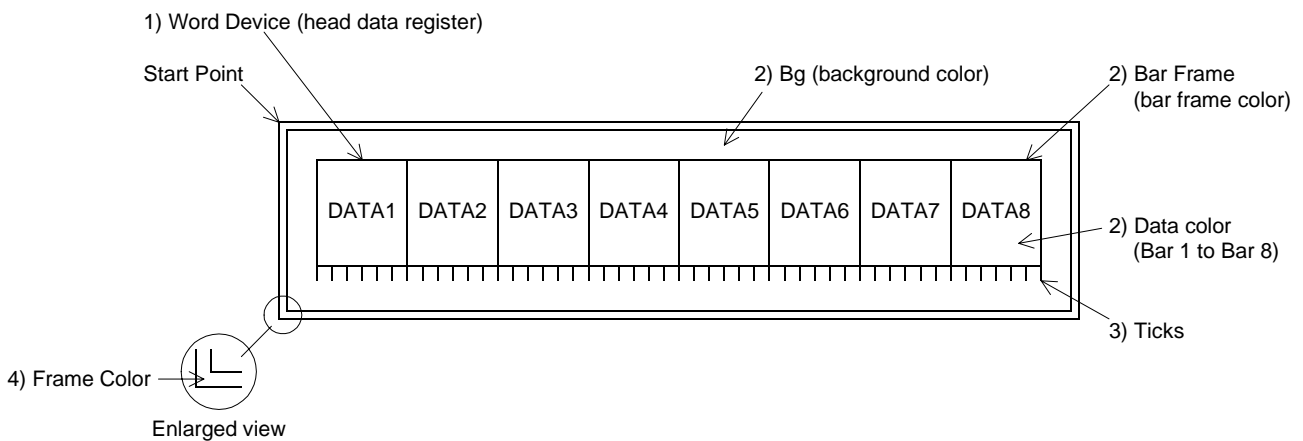 1) Word Device (head data register)
Start Point
2) Bg (background color)
2) Bar Frame
(bar frame color)
DATA1 DATA2 DATA3 DATA4 DATA5 DATA6 DATA7 DATA8
2) Data color
(Bar 1 to Bar 8)
3) Ticks
4) Frame Color
Enlarged view